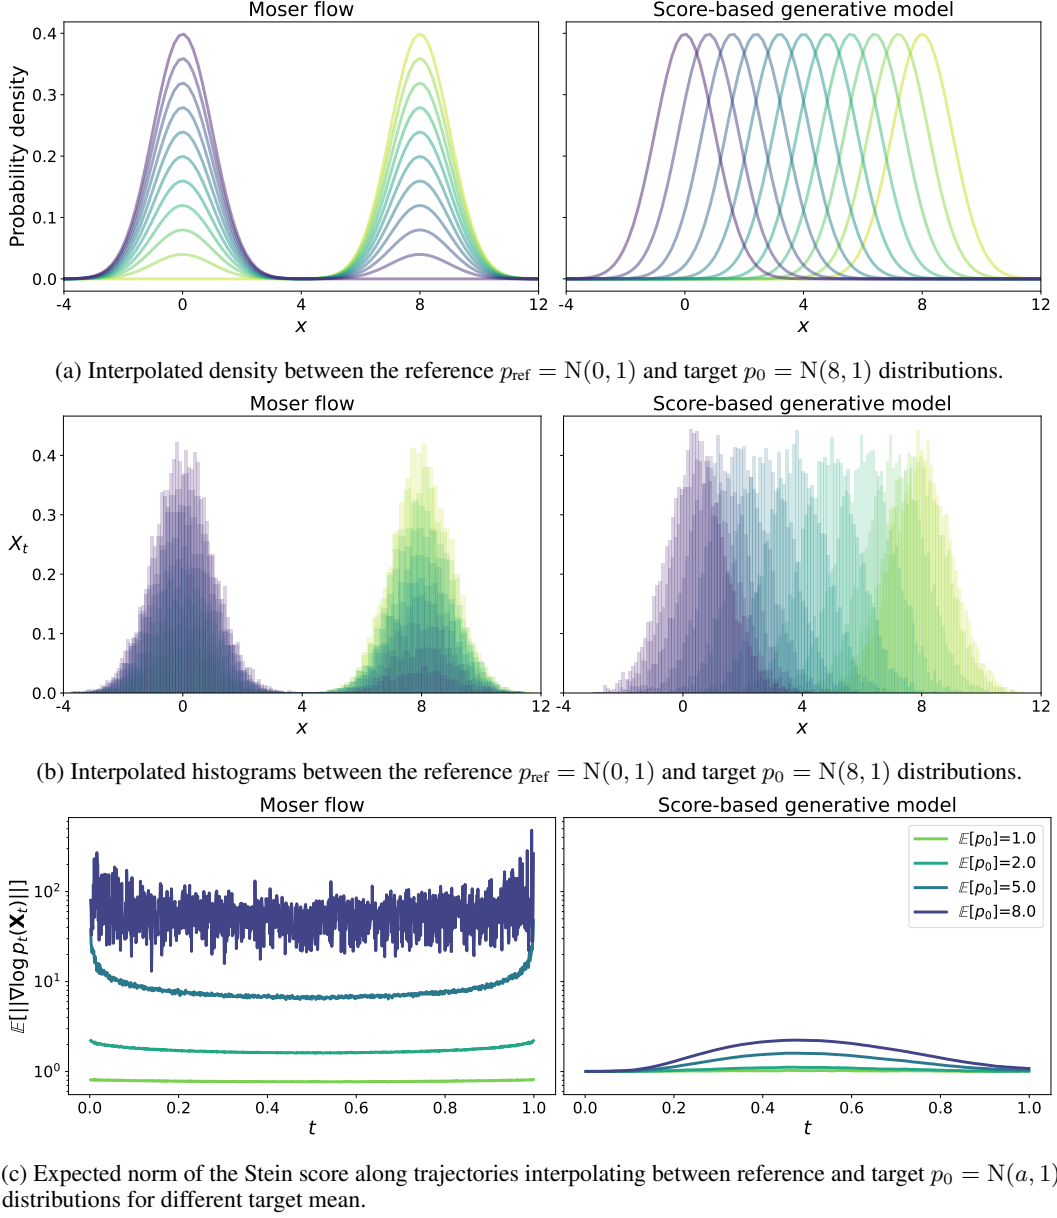 Moser flow
Score-based generative model
Probability density
0.4
0.3
0.2
0.1
0.0
-4 0 4 8 12
-4 0 4 8 12
x
x
(a) Interpolated density between the reference p_ref = N(0, 1) and target p_0 = N(8, 1) distributions.
Moser flow
Score-based generative model
X_t
0.4
0.3
0.2
0.1
0.0
-4 0 4 8 12
-4 0 4 8 12
x
x
(b) Interpolated histograms between the reference p_ref = N(0, 1) and target p_0 = N(8, 1) distributions.
Moser flow
Score-based generative model
𝔼[||∇log p_t(X_t)||]
10^2
10^1
10^0
𝔼[p_0]=1.0
𝔼[p_0]=2.0
𝔼[p_0]=5.0
𝔼[p_0]=8.0
0.0 0.2 0.4 0.6 0.8 1.0
0.0 0.2 0.4 0.6 0.8 1.0
t
t
(c) Expected norm of the Stein score along trajectories interpolating between reference and target p_0 = N(a, 1)
distributions for different target mean.